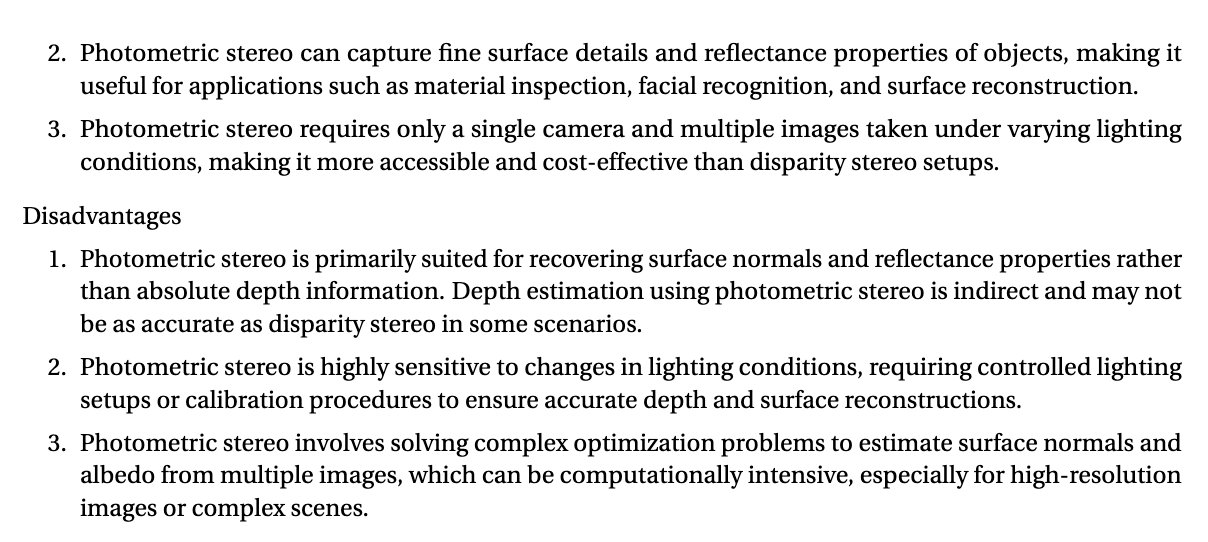 2. Photometric stereo can capture fine surface details and reflectance properties of objects, making it
useful for applications such as material inspection, facial recognition, and surface reconstruction.
3. Photometric stereo requires only a single camera and multiple images taken under varying lighting
conditions, making it more accessible and cost-effective than disparity stereo setups.
Disadvantages
1. Photometric stereo is primarily suited for recovering surface normals and reflectance properties rather
than absolute depth information. Depth estimation using photometric stereo is indirect and may not
be as accurate as disparity stereo in some scenarios.
2. Photometric stereo is highly sensitive to changes in lighting conditions, requiring controlled lighting
setups or calibration procedures to ensure accurate depth and surface reconstructions.
3. Photometric stereo involves solving complex optimization problems to estimate surface normals and
albedo from multiple images, which can be computationally intensive, especially for high-resolution
images or complex scenes.